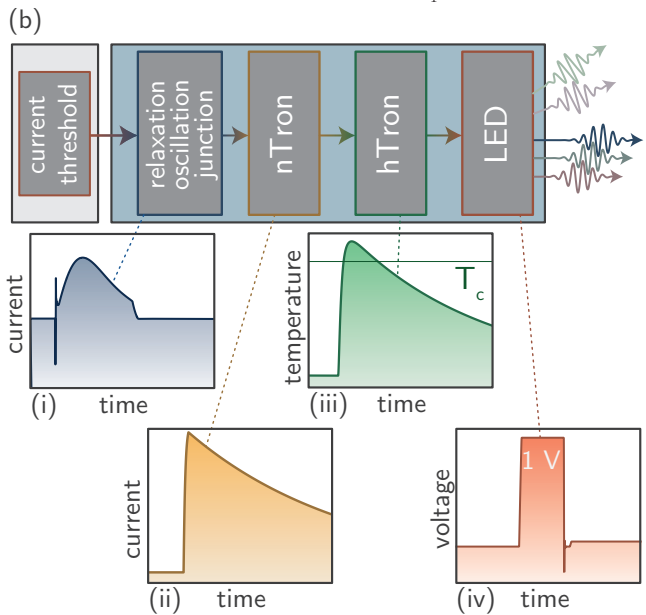 (b)
current
threshold
relaxation
oscillation
junction
nTron
hTron
LED
current
(i)
time
temperature
Tc
(iii)
time
current
(ii)
time
voltage
1 V
(iv)
time